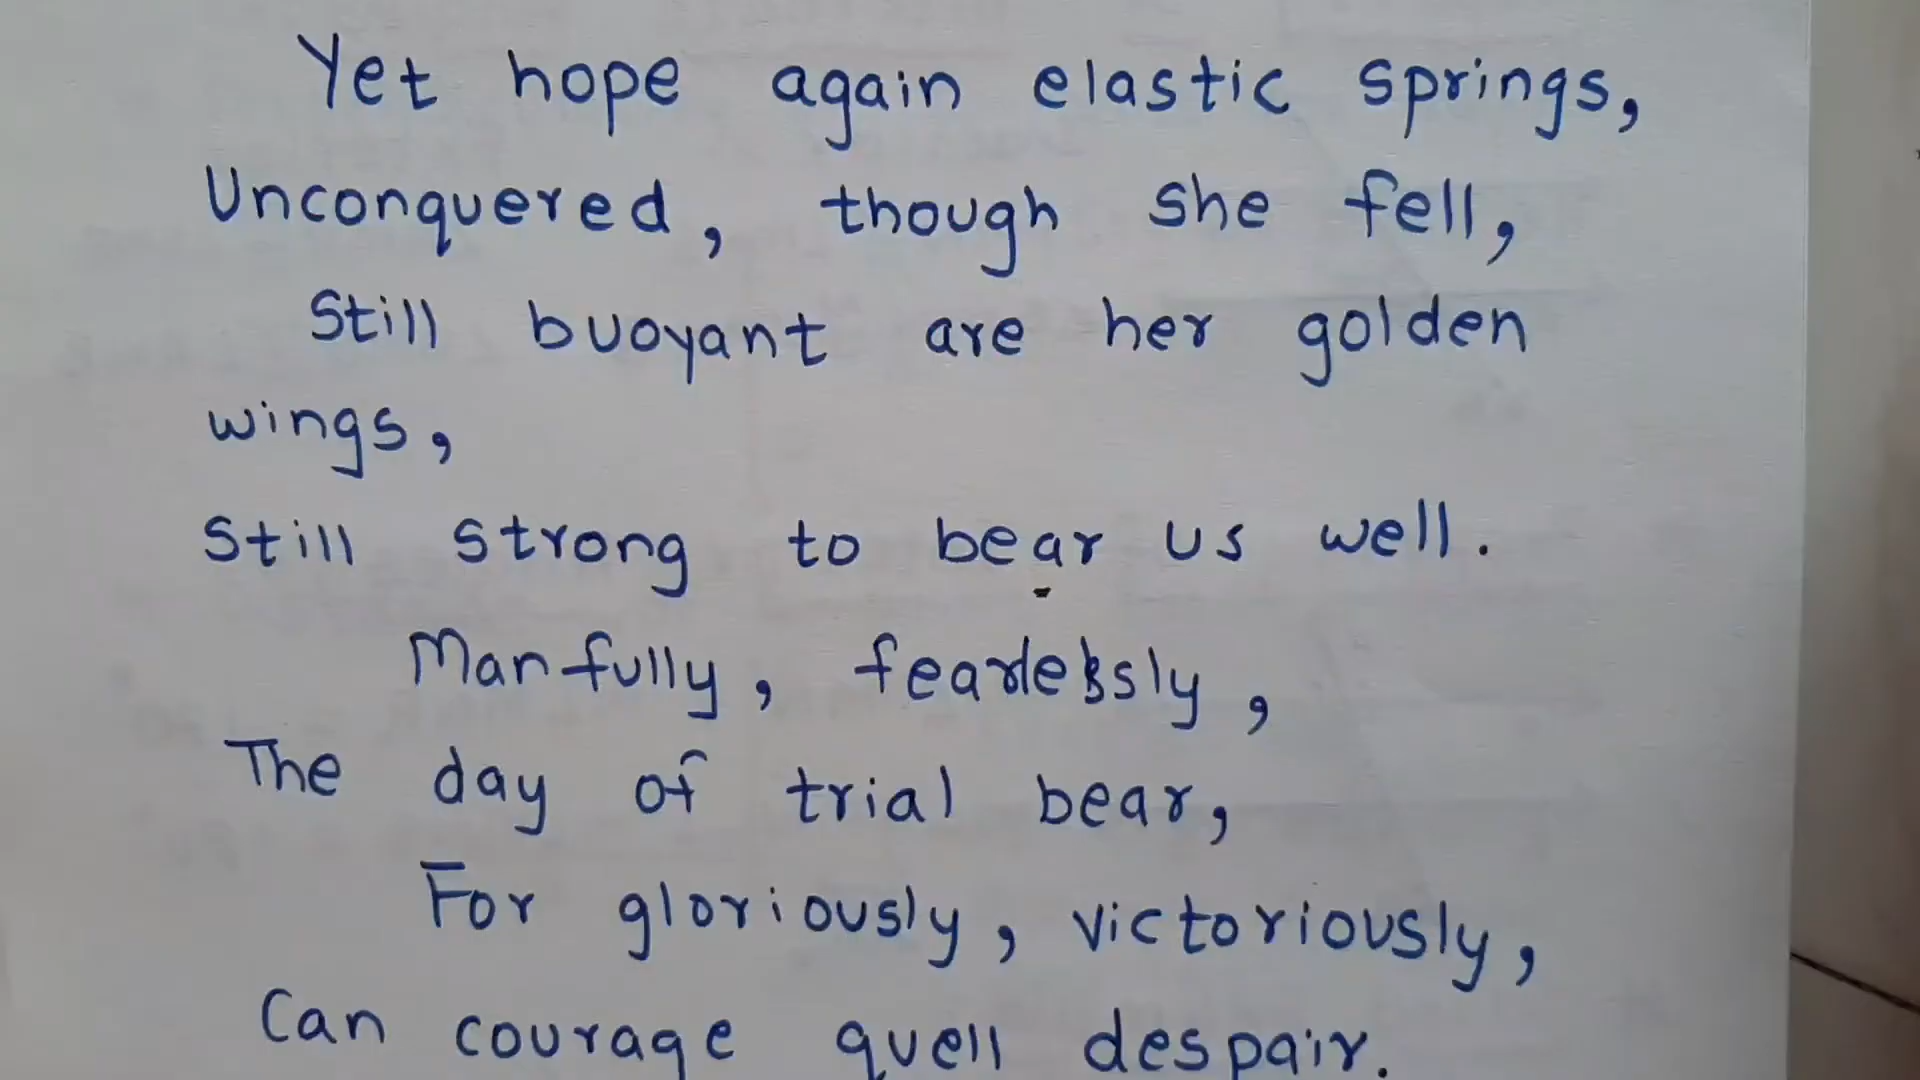 Yet hope again elastic springs,
Unconquered, though she fell,
Still buoyant are her golden
wings,
Still strong to bear us well.
Manfully, fearlessly,
The day of trial bear,
For gloriously, victoriously,
Can courage quell despair.